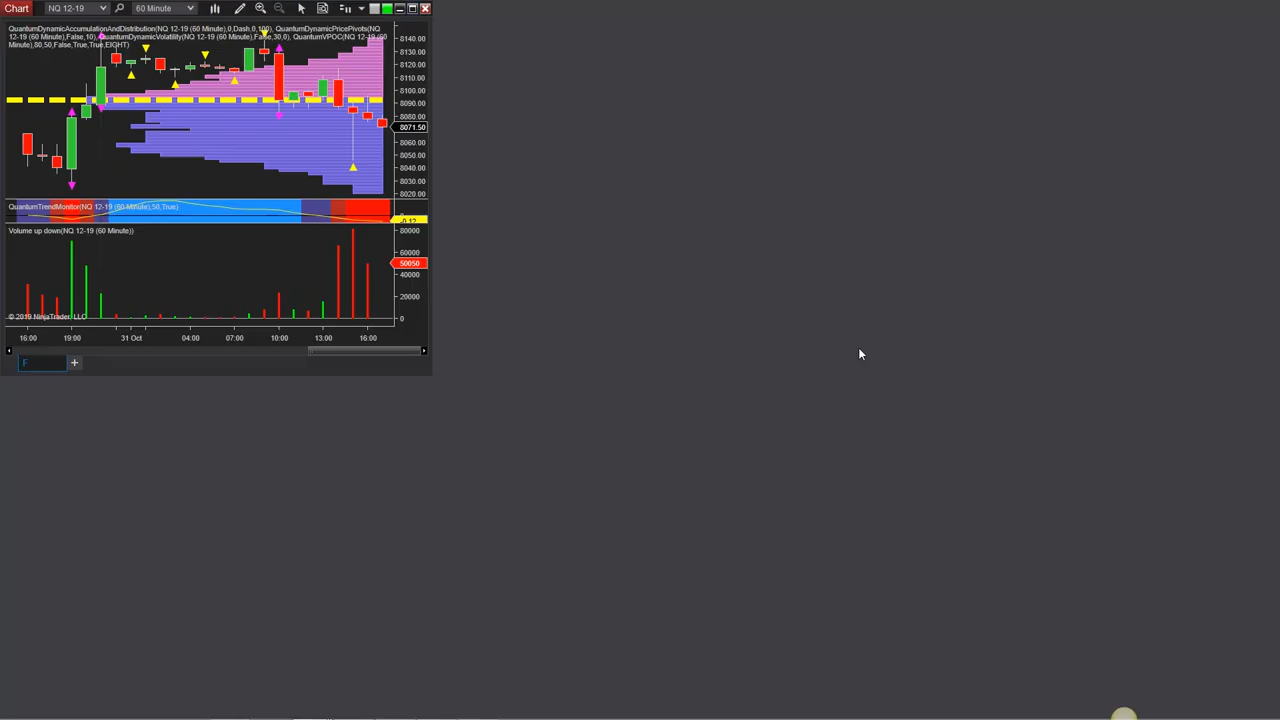 Chart NQ 12-19 60 Minute
QuantumDynamicAccumulationAndDistribution(NQ 12-19 (60 Minute),0,Dash,0,100), QuantumDynamicPricePivots(NQ
12-19 (60 Minute),False,10), QuantumDynamicVolatility(NQ 12-19 (60 Minute),False,30,0), QuantumVPOC(NQ 12-19 (60
Minute),80,50,False,True,True,EIGHT)
8140.00
8130.00
8120.00
8110.00
8100.00
8090.00
8080.00
8071.50
8060.00
8050.00
8040.00
8030.00
8020.00
QuantumTrendMonitor(NQ 12-19 (60 Minute),50,True)
0
-0.12
Volume up down(NQ 12-19 (60 Minute))
80000
60000
50050
40000
20000
0
© 2019 NinjaTrader, LLC
16:00 19:00 31 Oct 04:00 07:00 10:00 13:00 16:00
F +